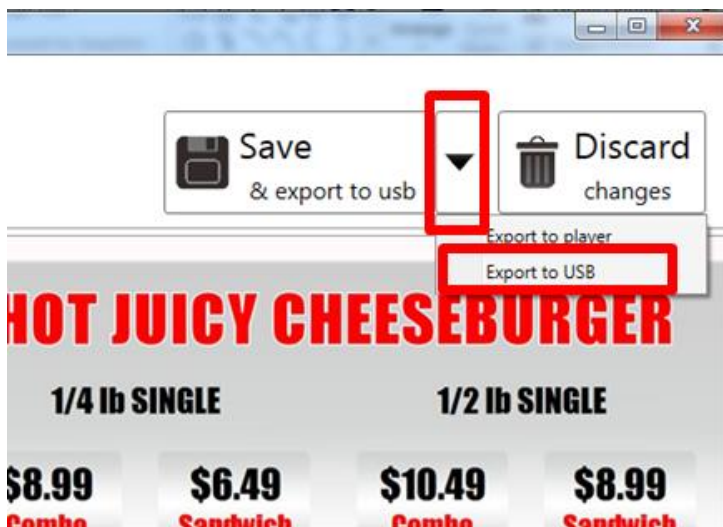 Save
& export to usb
Discard
changes
Export to player
Export to USB
HOT JUICY CHEESEBURGER
1/4 lb SINGLE
1/2 lb SINGLE
$8.99
$6.49
$10.49
$8.99
Combo
Sandwich
Combo
Sandwich